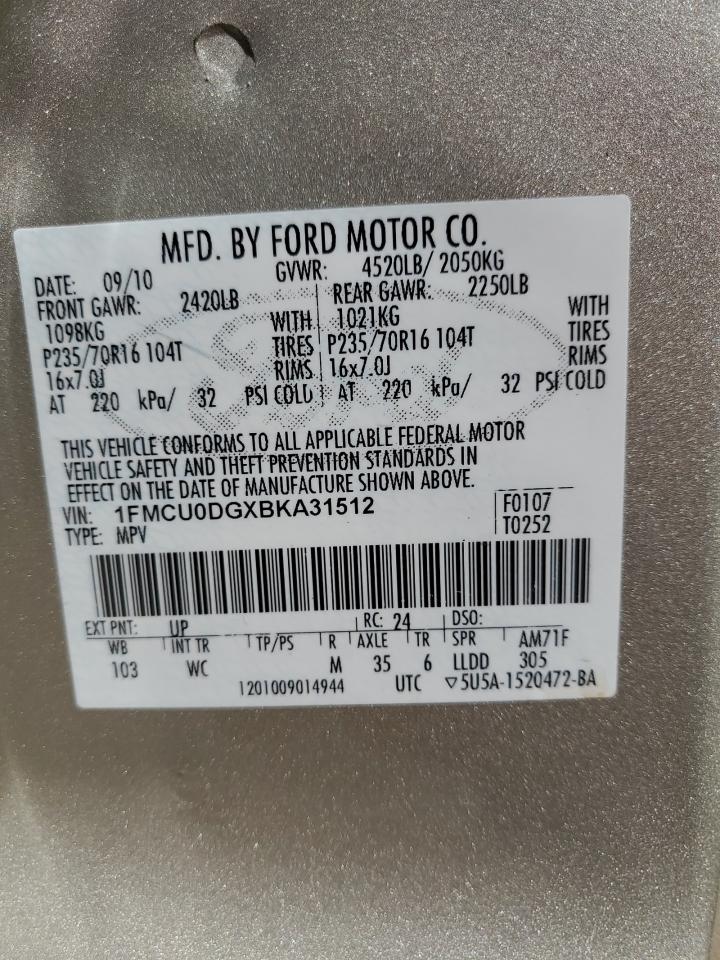 MFD. BY FORD MOTOR CO.
DATE: 09/10 GVWR: 4520LB/ 2050KG
FRONT GAWR: 2420LB REAR GAWR: 2250LB
1098KG WITH 1021KG WITH
P235/70R16 104T TIRES P235/70R16 104T TIRES
16x7.0J RIMS 16x7.0J RIMS
AT 220 kPa/ 32 PSI COLD AT 220 kPa/ 32 PSI COLD
THIS VEHICLE CONFORMS TO ALL APPLICABLE FEDERAL MOTOR
VEHICLE SAFETY AND THEFT PREVENTION STANDARDS IN
EFFECT ON THE DATE OF MANUFACTURE SHOWN ABOVE.
VIN: 1FMCU0DGXBKA31512 F0107
TYPE: MPV T0252
EXT PNT: UP RC: 24 DSO:
WB INT TR TP/PS R AXLE TR SPR AM71F
103 WC M 35 6 LLDD 305
1201009014944 UTC ▽5U5A-1520472-BA